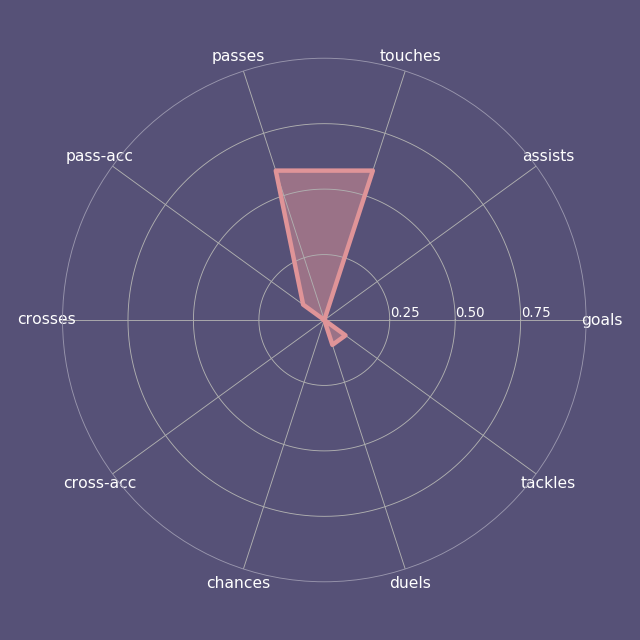 passes
touches
pass-acc
assists
crosses
0.25
0.50
0.75
goals
cross-acc
tackles
chances
duels